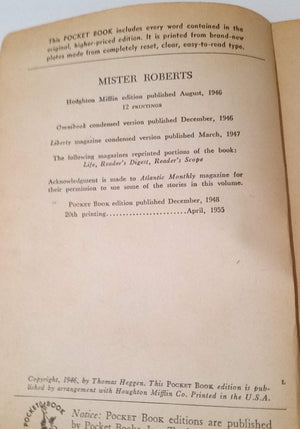 This POCKET BOOK includes every word contained in the
original, higher-priced edition. It is printed from brand-new
plates made from completely reset, clear, easy-to-read type.
MISTER ROBERTS
Houghton Mifflin edition published August, 1946
12 PRINTINGS
Omnibook condensed version published December, 1946
Liberty magazine condensed version published March, 1947
The following magazines reprinted portions of the book:
Life, Reader's Digest, Reader's Scope
Acknowledgment is made to Atlantic Monthly magazine for
their permission to use some of the stories in this volume.
POCKET BOOK edition published December, 1948
20th printing......................April, 1955
L
Copyright, 1946, by Thomas Heggen. This POCKET BOOK edition is pub-
lished by arrangement with Houghton Mifflin Co. Printed in the U.S.A.
POCKET BOOK
Notice: POCKET BOOK editions are published
by Pocket Books, Inc.